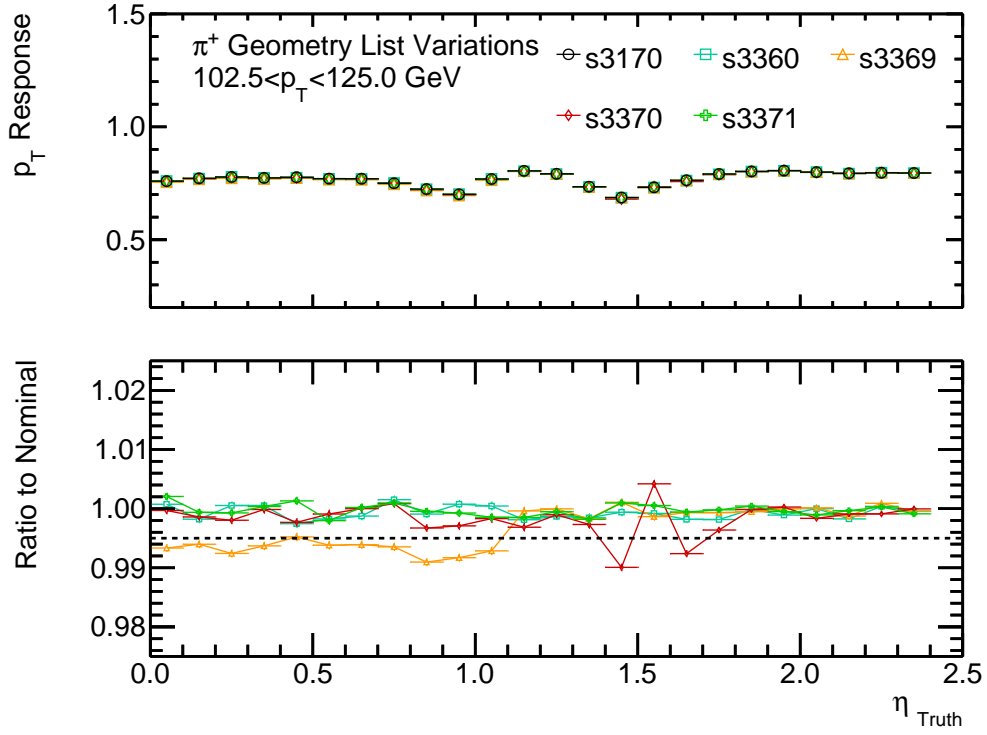 1.5
π+ Geometry List Variations
102.5<pT<125.0 GeV
s3170
s3360
s3369
s3370
s3371
pT Response
1.0
0.5
Ratio to Nominal
1.02
1.01
1.00
0.99
0.98
0.0
0.5
1.0
1.5
2.0
2.5
η Truth